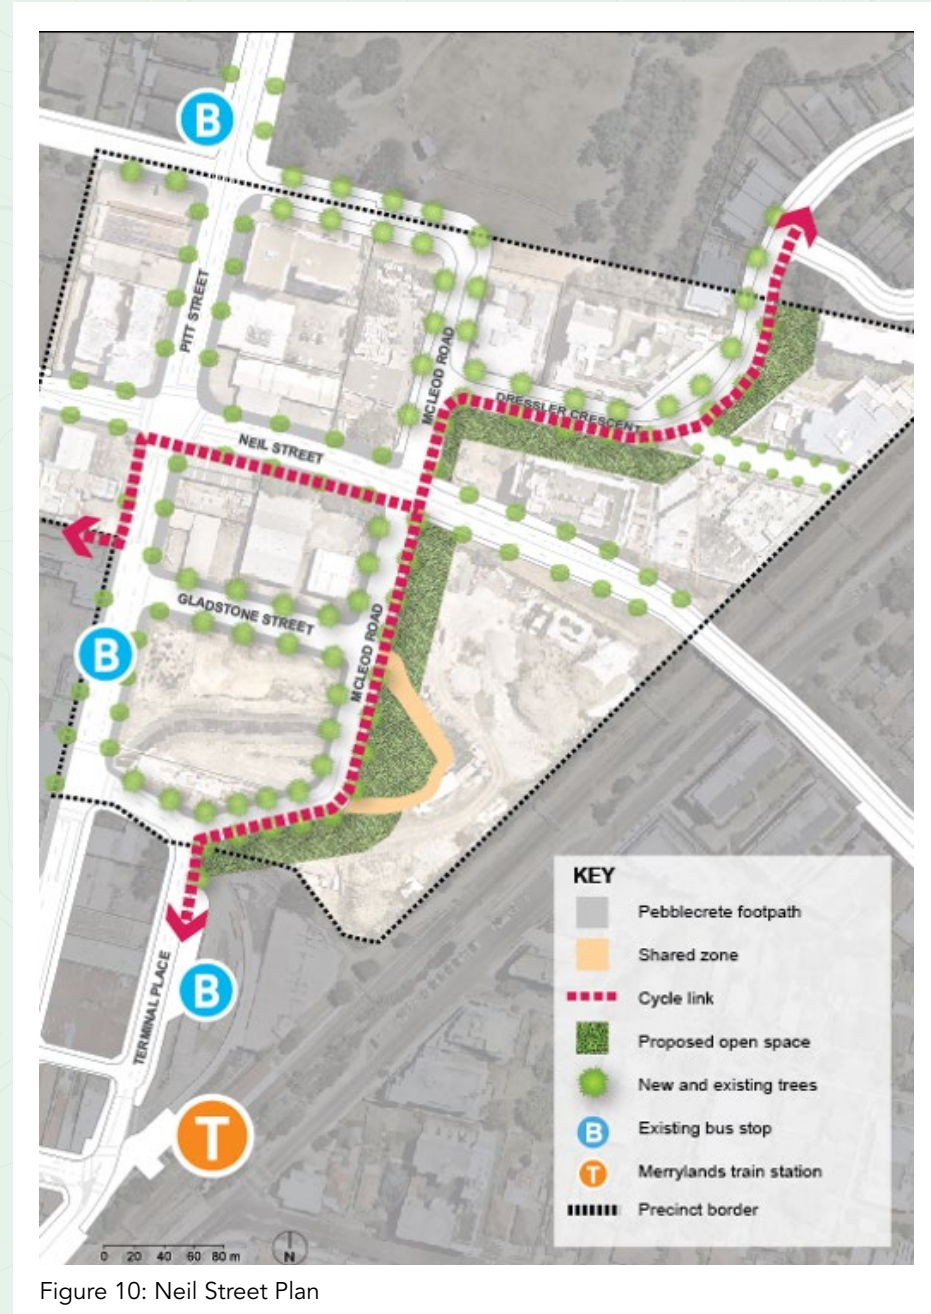 B
PITT STREET
MCLEOD ROAD
DRESSLER CRESCENT
NEIL STREET
GLADSTONE STREET
MCLEOD ROAD
B
B
TERMINAL PLACE
T
KEY
Pebblecrete footpath
Shared zone
Cycle link
Proposed open space
New and existing trees
B Existing bus stop
T Merrylands train station
Precinct border
0 20 40 60 80 m
N
Figure 10: Neil Street Plan